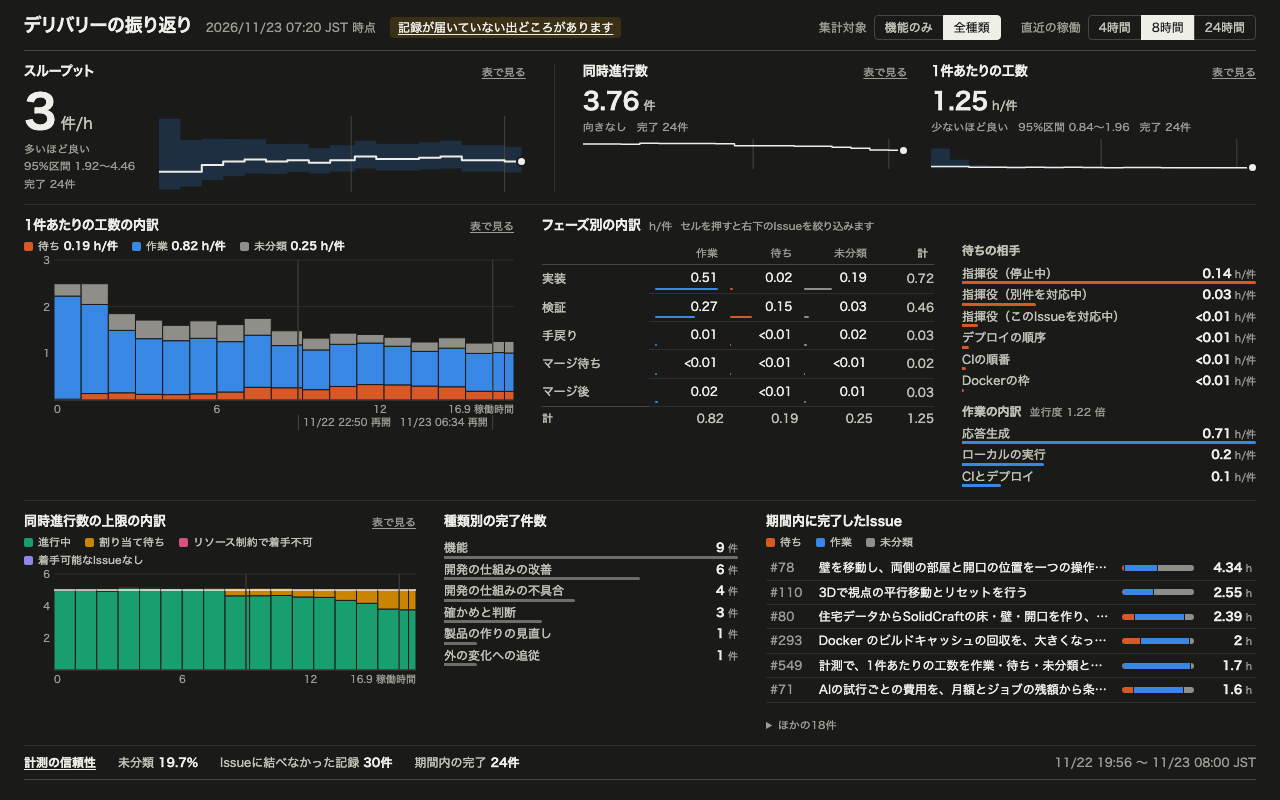 デリバリーの振り返り 2026/11/23 07:20 JST 時点 記録が届いていない出どころがあります 集計対象 機能のみ 全種類 直近の稼働 4時間 8時間 24時間
スループット 表で見る
3 件/h
多いほど良い
95%区間 1.92〜4.46
完了 24件
同時進行数 表で見る
3.76 件
向きなし 完了 24件
1件あたりの工数 表で見る
1.25 h/件
少ないほど良い 95%区間 0.84〜1.96 完了 24件
1件あたりの工数の内訳 表で見る
待ち 0.19 h/件 作業 0.82 h/件 未分類 0.25 h/件
3
2
1
0 6 12 16.9 稼働時間
11/22 22:50 再開 11/23 06:34 再開
フェーズ別の内訳 h/件 セルを押すと右下のIssueを絞り込みます
作業 待ち 未分類 計
実装 0.51 0.02 0.19 0.72
検証 0.27 0.15 0.03 0.46
手戻り 0.01 <0.01 0.02 0.03
マージ待ち <0.01 <0.01 <0.01 0.02
マージ後 0.02 <0.01 0.01 0.03
計 0.82 0.19 0.25 1.25
待ちの相手
指揮役（停止中） 0.14 h/件
指揮役（別件を対応中） 0.03 h/件
指揮役（このIssueを対応中） <0.01 h/件
デプロイの順序 <0.01 h/件
CIの順番 <0.01 h/件
Dockerの枠 <0.01 h/件
作業の内訳 並行度 1.22 倍
応答生成 0.71 h/件
ローカルの実行 0.2 h/件
CIとデプロイ 0.1 h/件
同時進行数の上限の内訳 表で見る
進行中 割り当て待ち リソース制約で着手不可
着手可能なIssueなし
6
4
2
0 6 12 16.9 稼働時間
種類別の完了件数
機能 9 件
開発の仕組みの改善 6 件
開発の仕組みの不具合 4 件
確かめと判断 3 件
製品の作りの見直し 1 件
外の変化への追従 1 件
期間内に完了したIssue
待ち 作業 未分類
#78 壁を移動し、両側の部屋と開口の位置を一つの操作… 4.34 h
#110 3Dで視点の平行移動とリセットを行う 2.55 h
#80 住宅データからSolidCraftの床・壁・開口を作り、… 2.39 h
#293 Docker のビルドキャッシュの回収を、大きくなっ… 2 h
#549 計測で、1件あたりの工数を作業・待ち・未分類と… 1.7 h
#71 AIの試行ごとの費用を、月額とジョブの残額から条… 1.6 h
▶ ほかの18件
計測の信頼性 未分類 19.7% Issueに結べなかった記録 30件 期間内の完了 24件 11/22 19:56 〜 11/23 08:00 JST